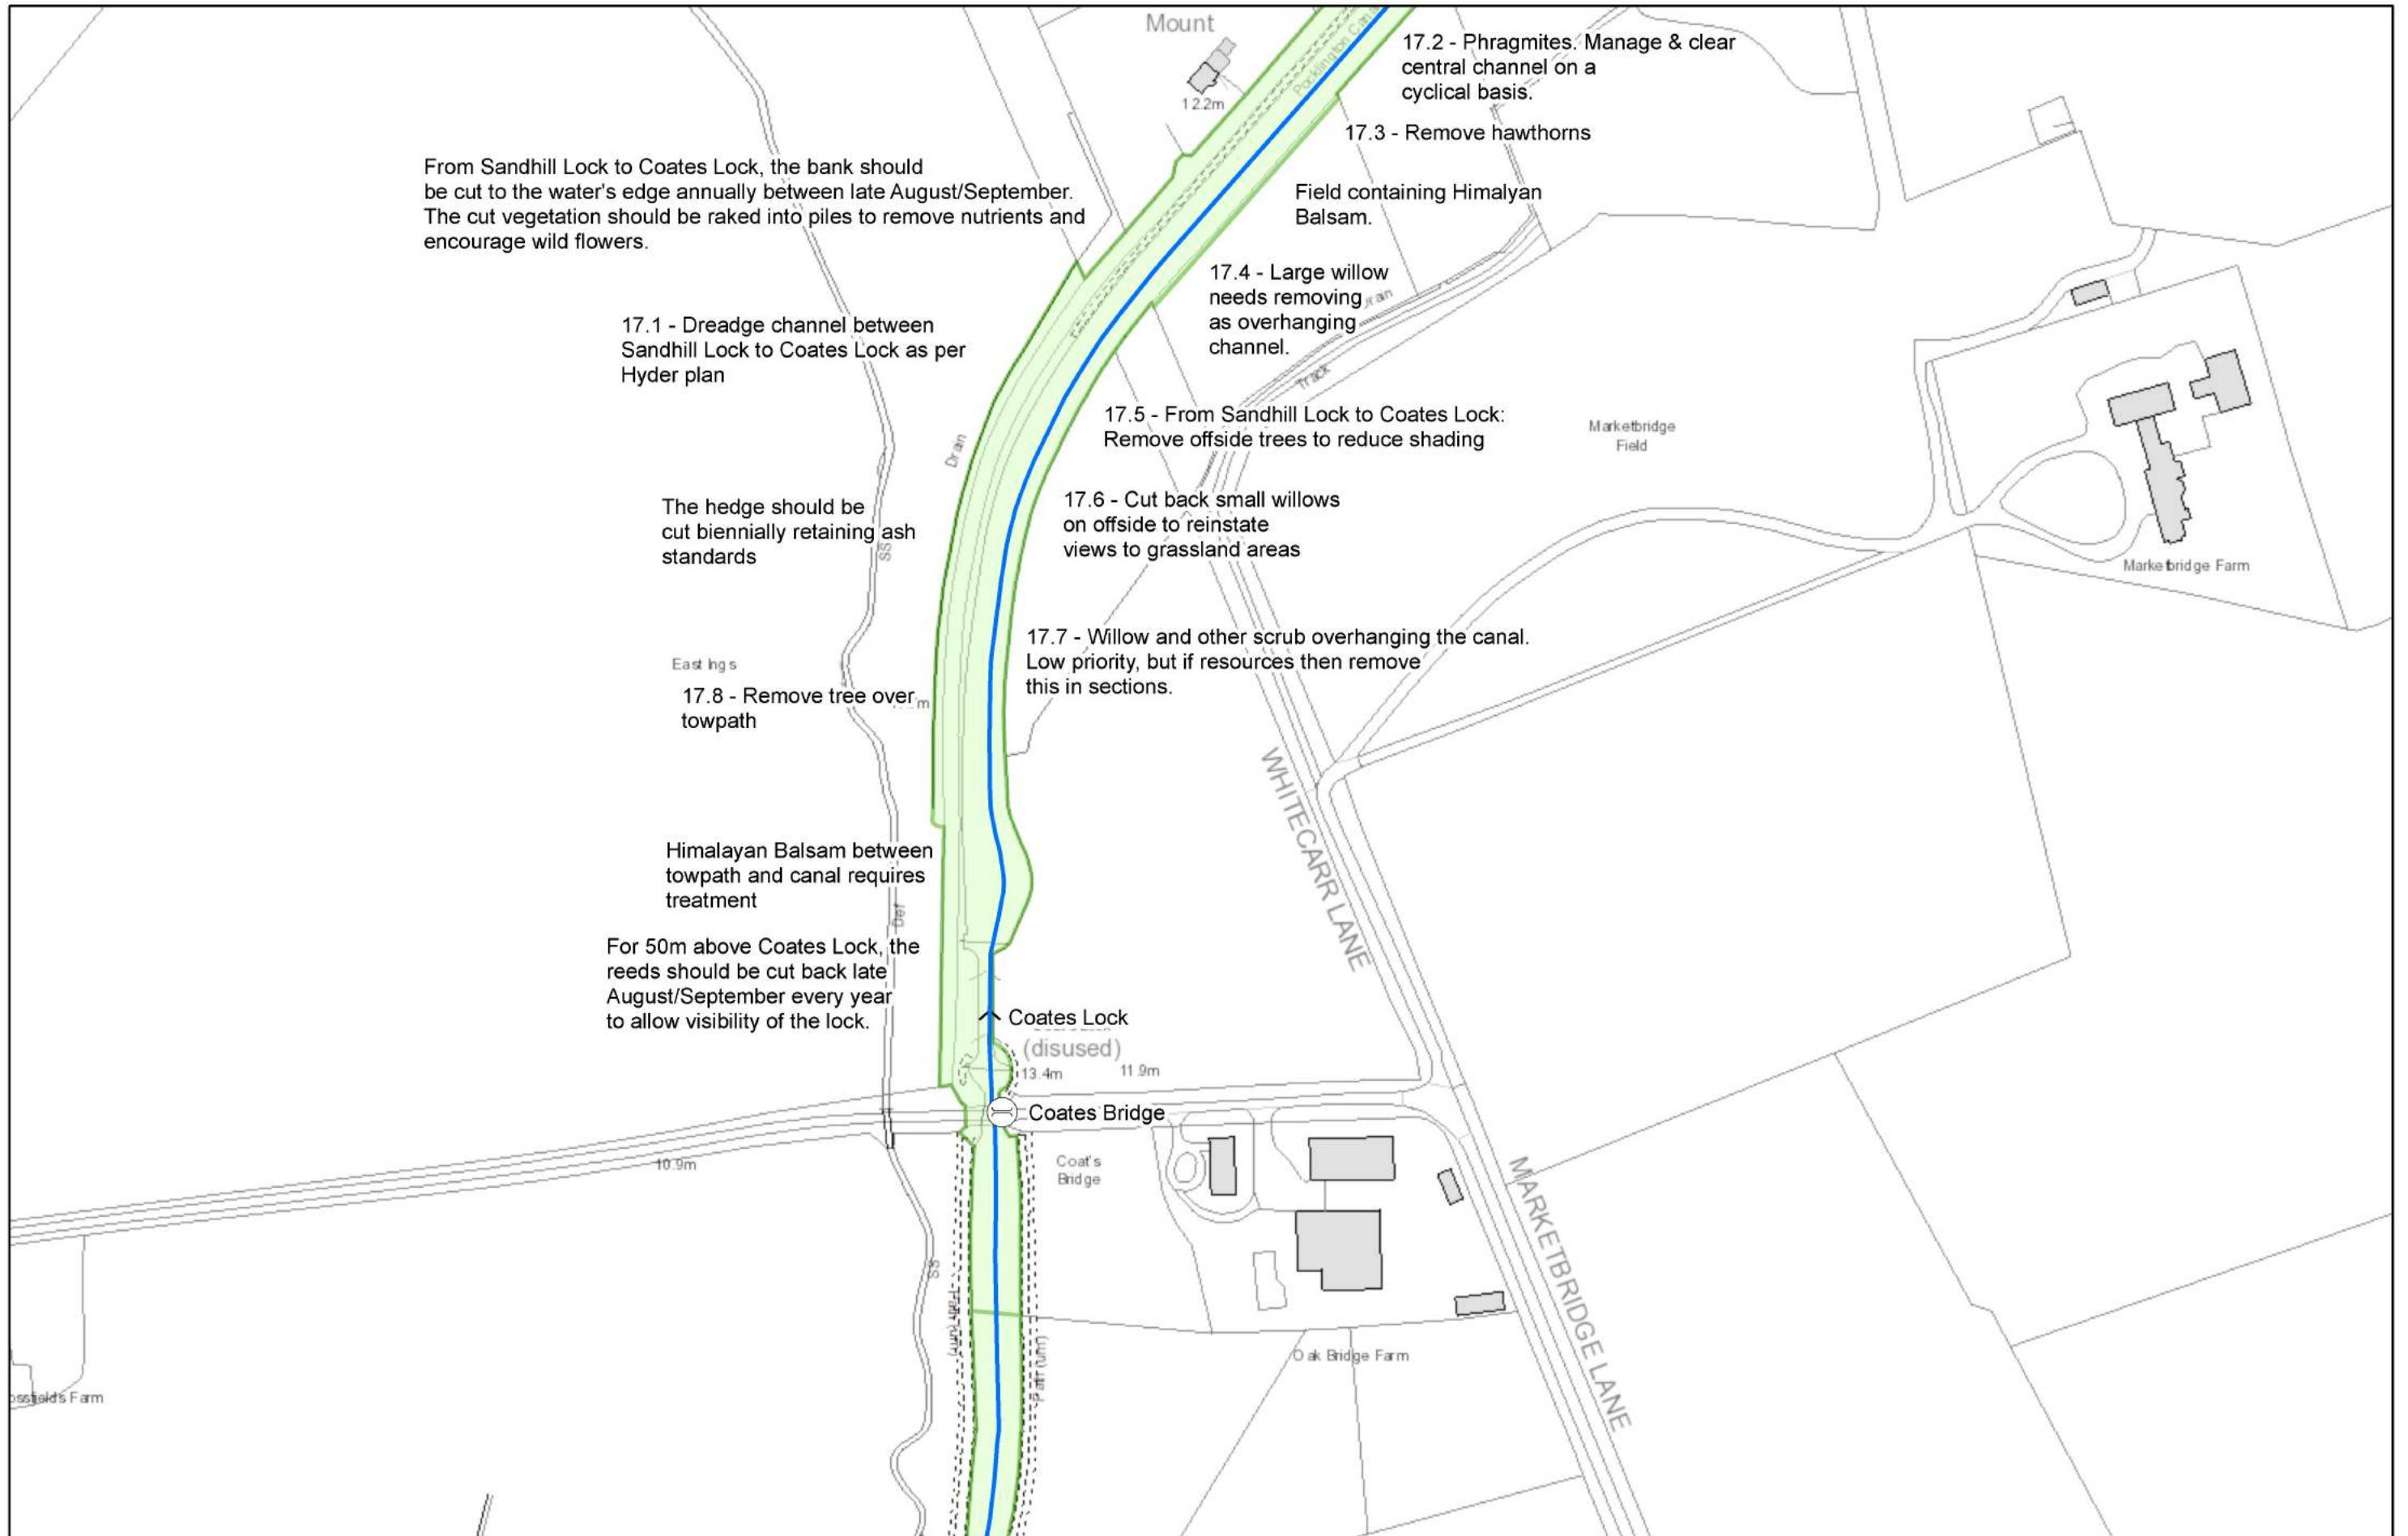 Mount
Pocklington Canal
12.2m
17.2 - Phragmites. Manage & clear
central channel on a
cyclical basis.
17.3 - Remove hawthorns
From Sandhill Lock to Coates Lock, the bank should
be cut to the water's edge annually between late August/September.
The cut vegetation should be raked into piles to remove nutrients and
encourage wild flowers.
Field containing Himalyan
Balsam.
17.4 - Large willow
needs removing
as overhanging
channel.
17.1 - Dreadge channel between
Sandhill Lock to Coates Lock as per
Hyder plan
Track
17.5 - From Sandhill Lock to Coates Lock:
Remove offside trees to reduce shading
Marketbridge
Field
Drain
The hedge should be
cut biennially retaining ash
standards
SS
17.6 - Cut back small willows
on offside to reinstate
views to grassland areas
Marketbridge Farm
East Ings
17.7 - Willow and other scrub overhanging the canal.
Low priority, but if resources then remove
this in sections.
17.8 - Remove tree over
towpath
WHITECARR LANE
Himalayan Balsam between
towpath and canal requires
treatment
Def
For 50m above Coates Lock, the
reeds should be cut back late
August/September every year
to allow visibility of the lock.
Coates Lock
(disused)
13.4m
11.9m
Coates Bridge
10.9m
Coat's
Bridge
MARKETBRIDGE LANE
SS
Path (um)
Path (um)
Oak Bridge Farm
Farm